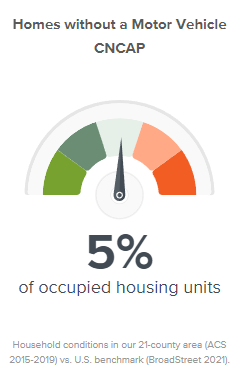 Homes without a Motor Vehicle
CNCAP
5%
of occupied housing units
Household conditions in our 21-county area (ACS
2015-2019) vs. U.S. benchmark (BroadStreet 2021).